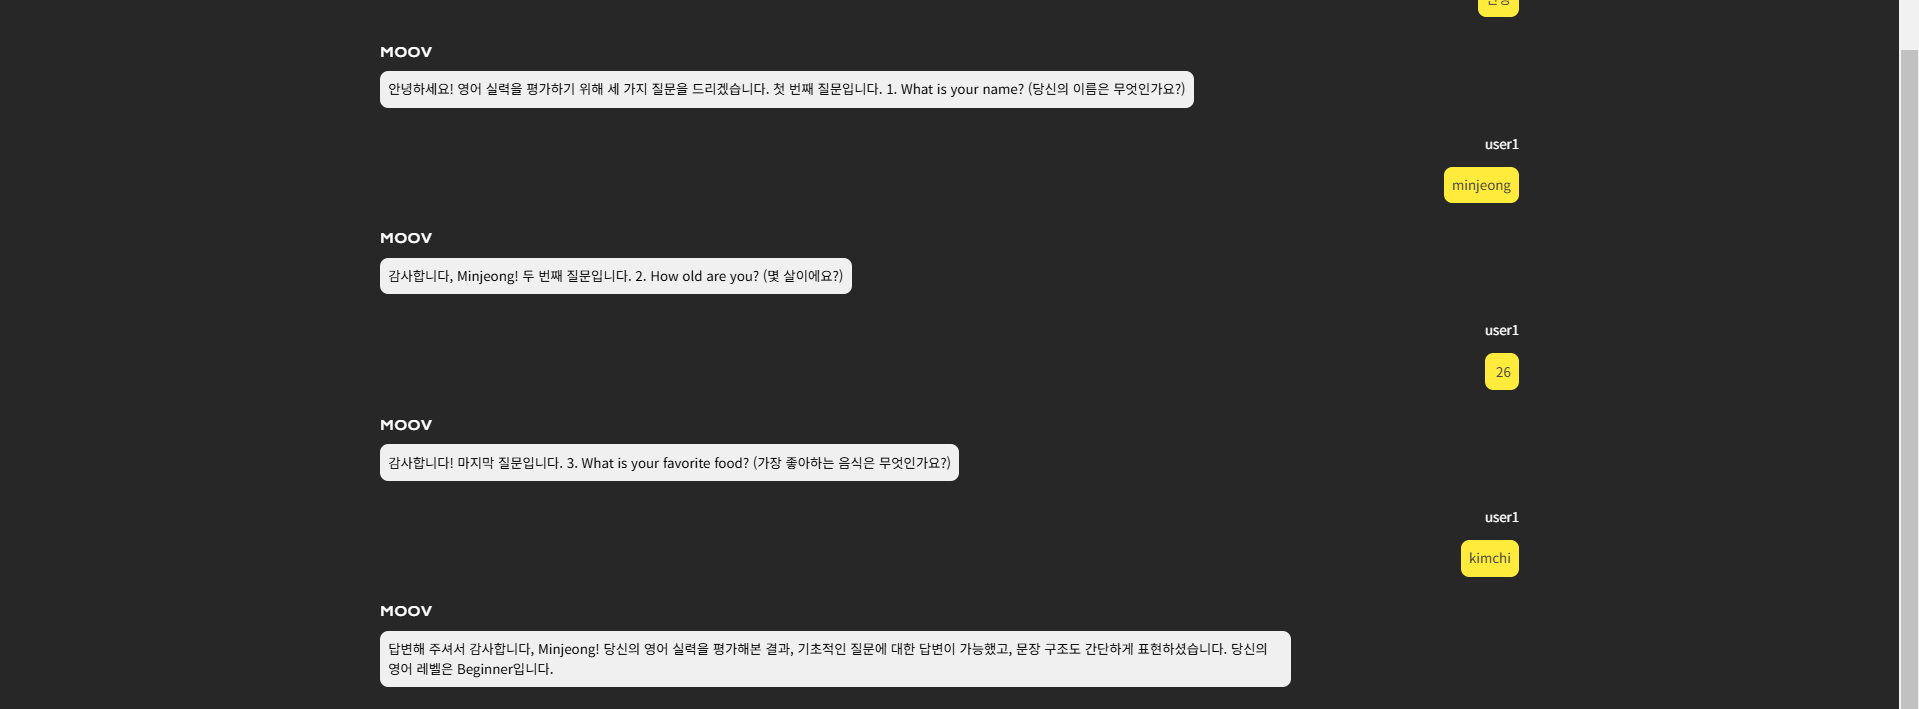 MOOV
안녕하세요! 영어 실력을 평가하기 위해 세 가지 질문을 드리겠습니다. 첫 번째 질문입니다. 1. What is your name? (당신의 이름은 무엇인가요?)
user1
minjeong
MOOV
감사합니다, Minjeong! 두 번째 질문입니다. 2. How old are you? (몇 살이에요?)
user1
26
MOOV
감사합니다! 마지막 질문입니다. 3. What is your favorite food? (가장 좋아하는 음식은 무엇인가요?)
user1
kimchi
MOOV
답변해 주셔서 감사합니다, Minjeong! 당신의 영어 실력을 평가해본 결과, 기초적인 질문에 대한 답변이 가능했고, 문장 구조도 간단하게 표현하셨습니다. 당신의
영어 레벨은 Beginner입니다.